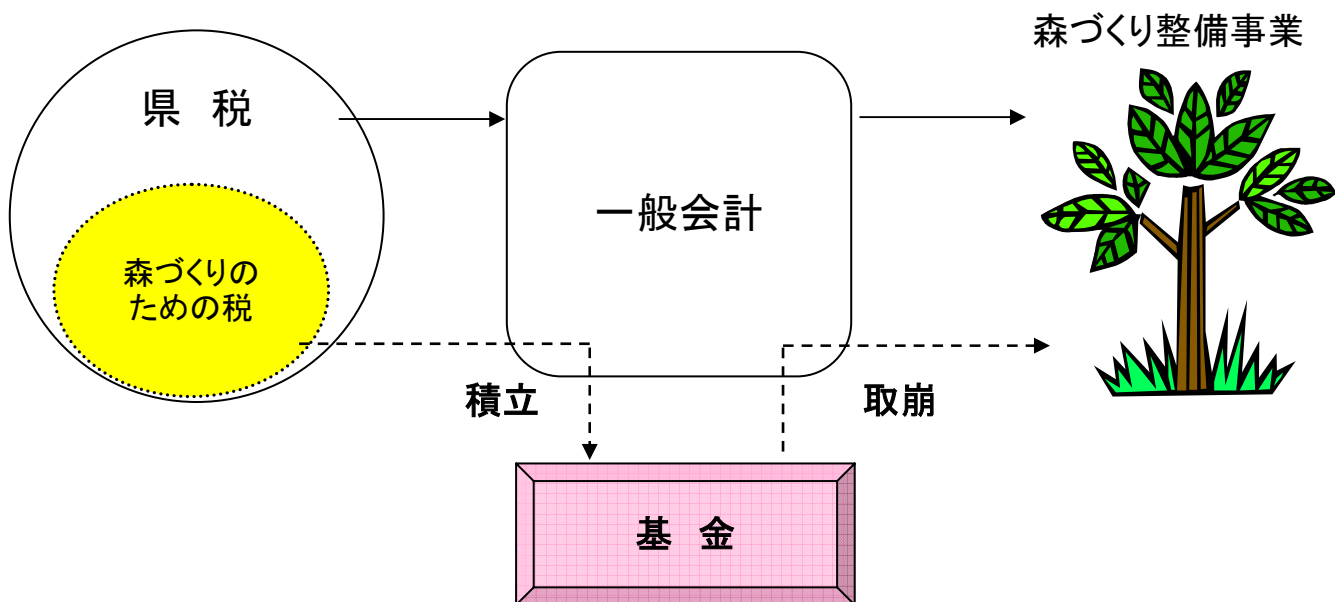 森づくり整備事業
県 税
一般会計
森づくりの
ための税
積立
取崩
基 金